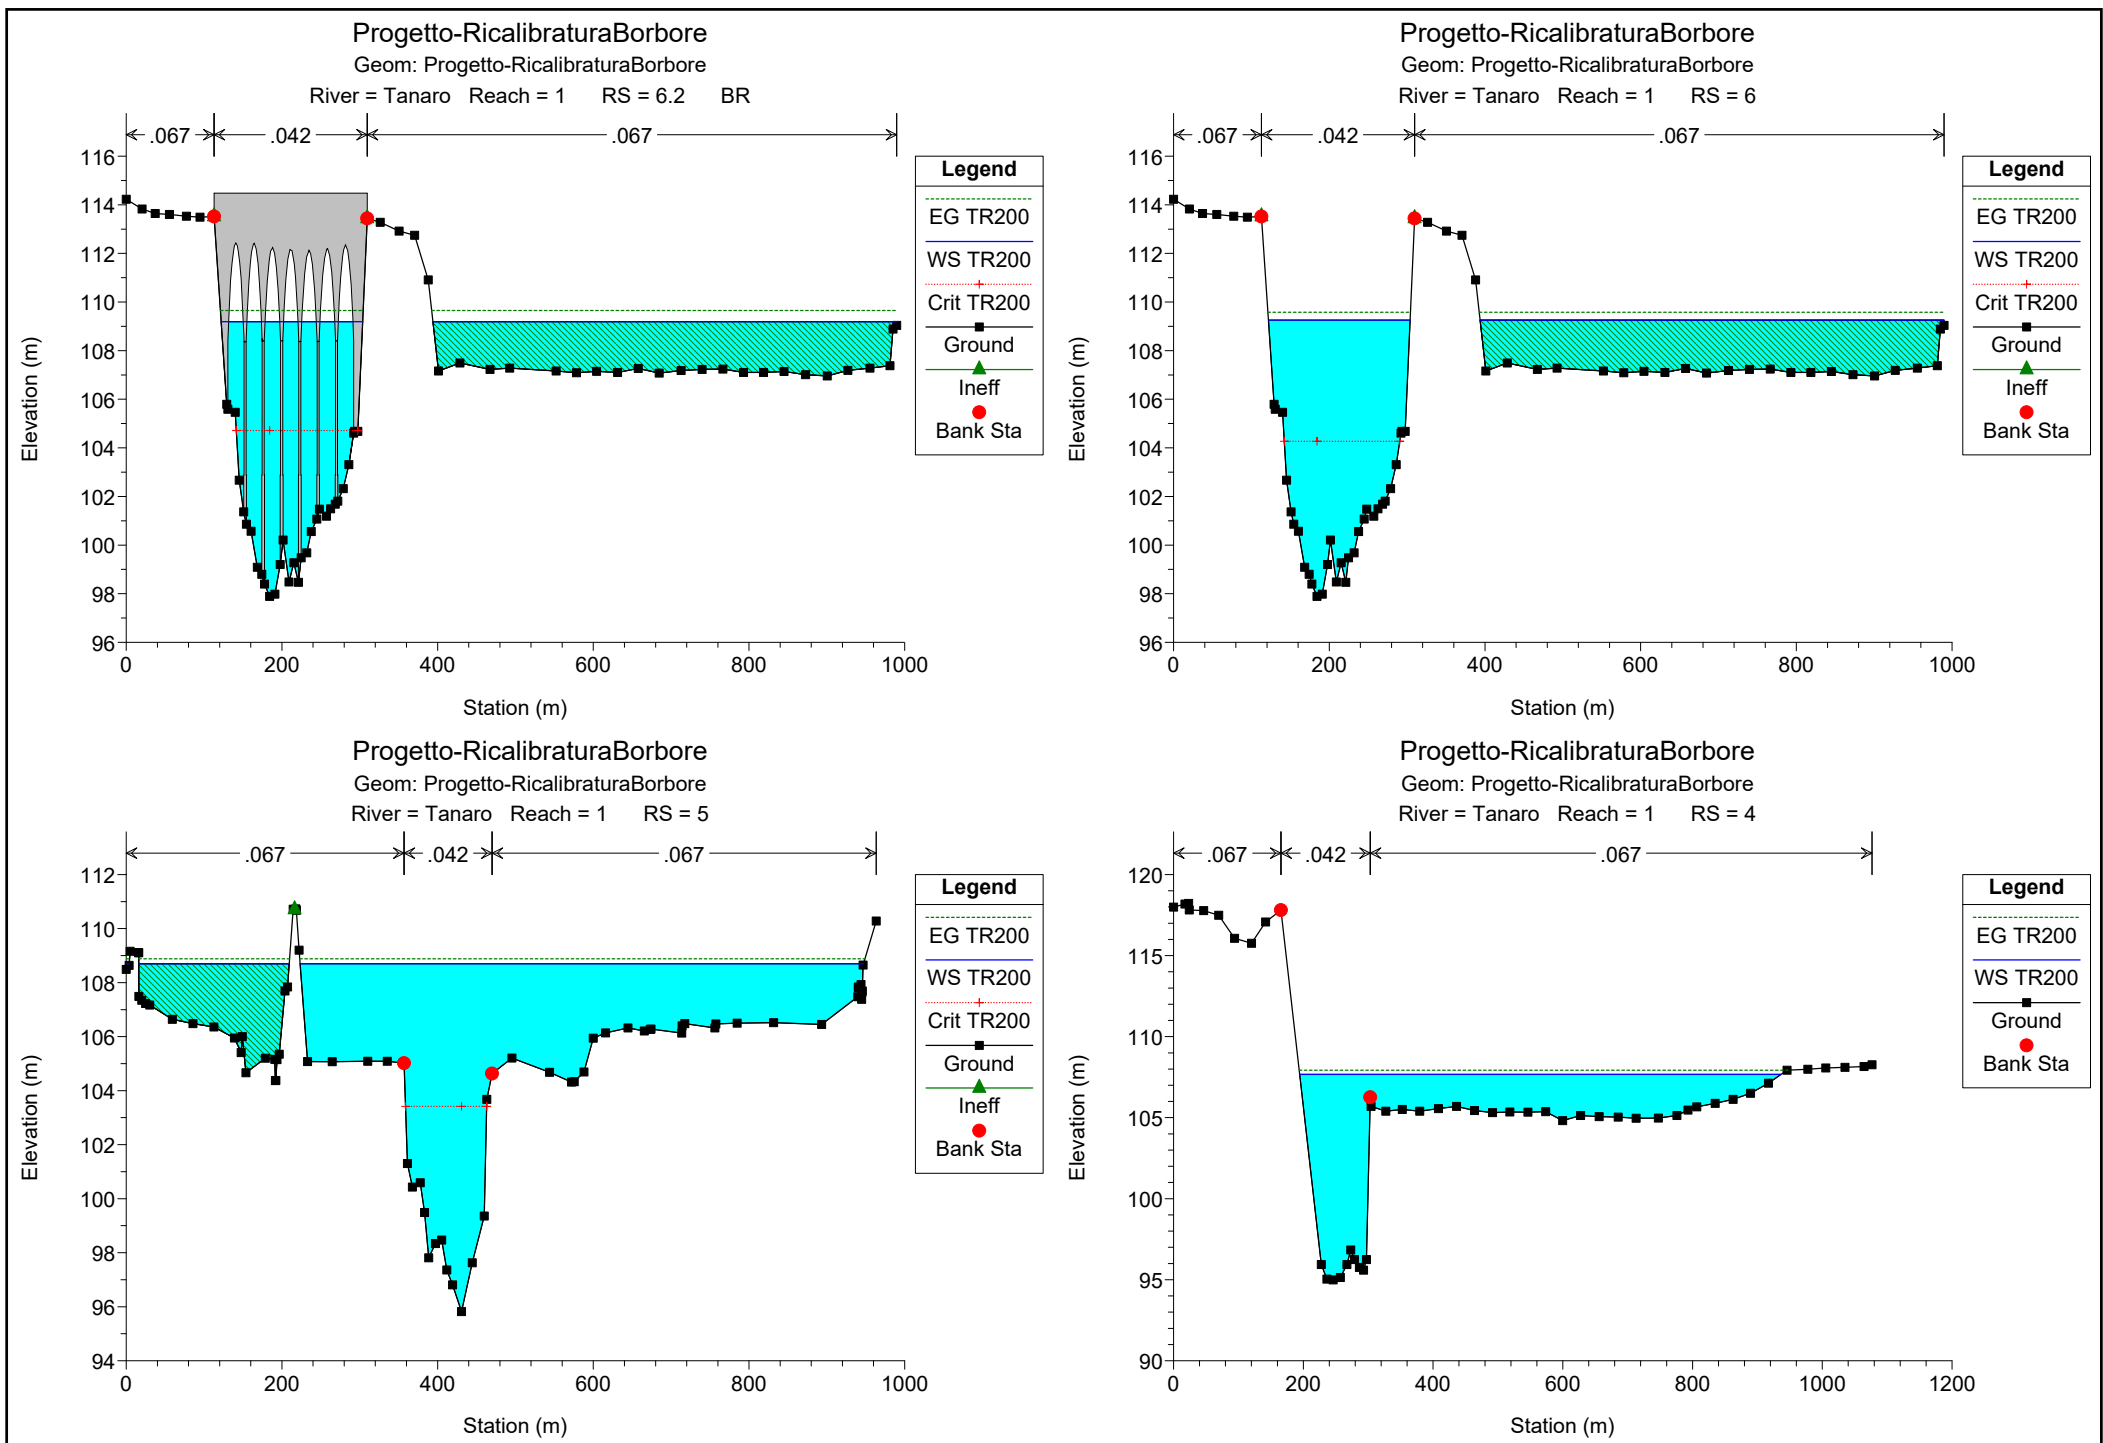 Progetto-RicalibraturaBorbore
Geom: Progetto-RicalibraturaBorbore
River = Tanaro Reach = 1 RS = 6.2 BR
.067 .042 .067
116
114
112
110
108
106
104
102
100
98
96
Elevation (m)
0 200 400 600 800 1000
Station (m)
Legend
EG TR200
WS TR200
Crit TR200
Ground
Ineff
Bank Sta
Progetto-RicalibraturaBorbore
Geom: Progetto-RicalibraturaBorbore
River = Tanaro Reach = 1 RS = 6
.067 .042 .067
116
114
112
110
108
106
104
102
100
98
96
Elevation (m)
0 200 400 600 800 1000
Station (m)
Legend
EG TR200
WS TR200
Crit TR200
Ground
Ineff
Bank Sta
Progetto-RicalibraturaBorbore
Geom: Progetto-RicalibraturaBorbore
River = Tanaro Reach = 1 RS = 5
.067 .042 .067
112
110
108
106
104
102
100
98
96
94
Elevation (m)
0 200 400 600 800 1000
Station (m)
Legend
EG TR200
WS TR200
Crit TR200
Ground
Ineff
Bank Sta
Progetto-RicalibraturaBorbore
Geom: Progetto-RicalibraturaBorbore
River = Tanaro Reach = 1 RS = 4
.067 .042 .067
120
115
110
105
100
95
90
Elevation (m)
0 200 400 600 800 1000 1200
Station (m)
Legend
EG TR200
WS TR200
Ground
Bank Sta